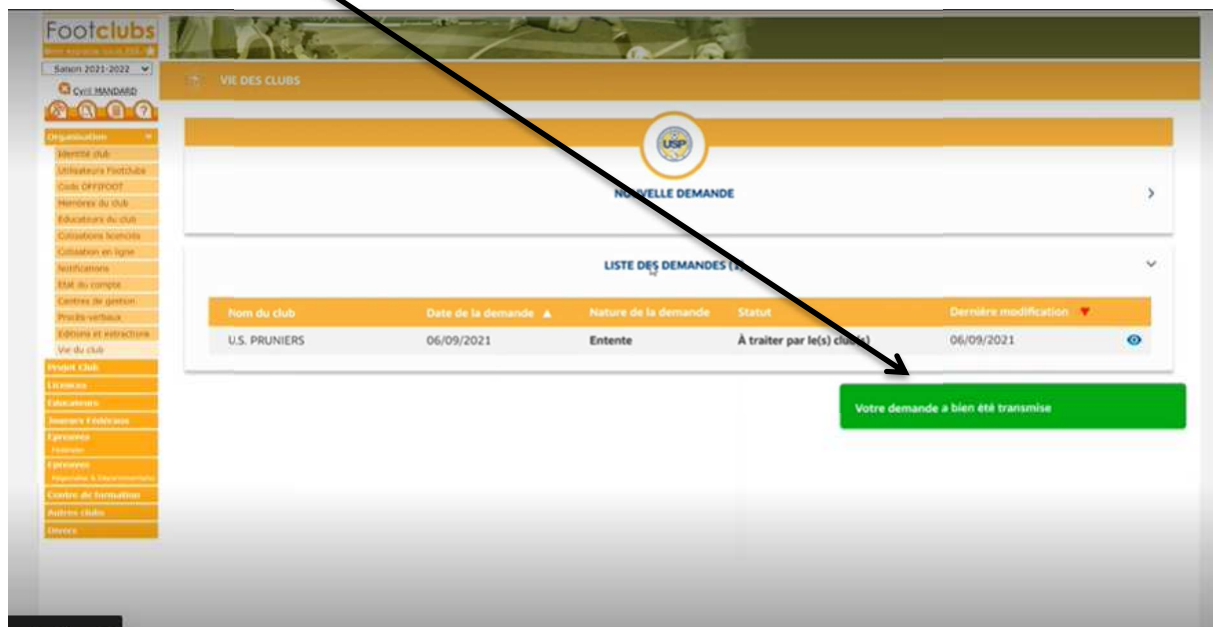 Footclubs
Saison 2021-2022
Cyril MANDARD
VIE DES CLUBS
Organisation
Identité club
Utilisateurs Footclubs
Code OFFIFOOT
Membres du club
Educateurs du club
Cotisations licenciés
Cotisation en ligne
Notifications
Etat du compte
Centres de gestion
Procès-verbaux
Editions et extractions
Vie du club
Projet Club
Licences
Educateurs
Joueurs Fédéraux
Epreuves
Epreuves
Centre de formation
Autres clubs
Divers
USP
NOUVELLE DEMANDE
LISTE DES DEMANDES (1)
Nom du club Date de la demande ▲ Nature de la demande Statut Dernière modification ▼
U.S. PRUNIERS 06/09/2021 Entente À traiter par le(s) club(s) 06/09/2021
Votre demande a bien été transmise